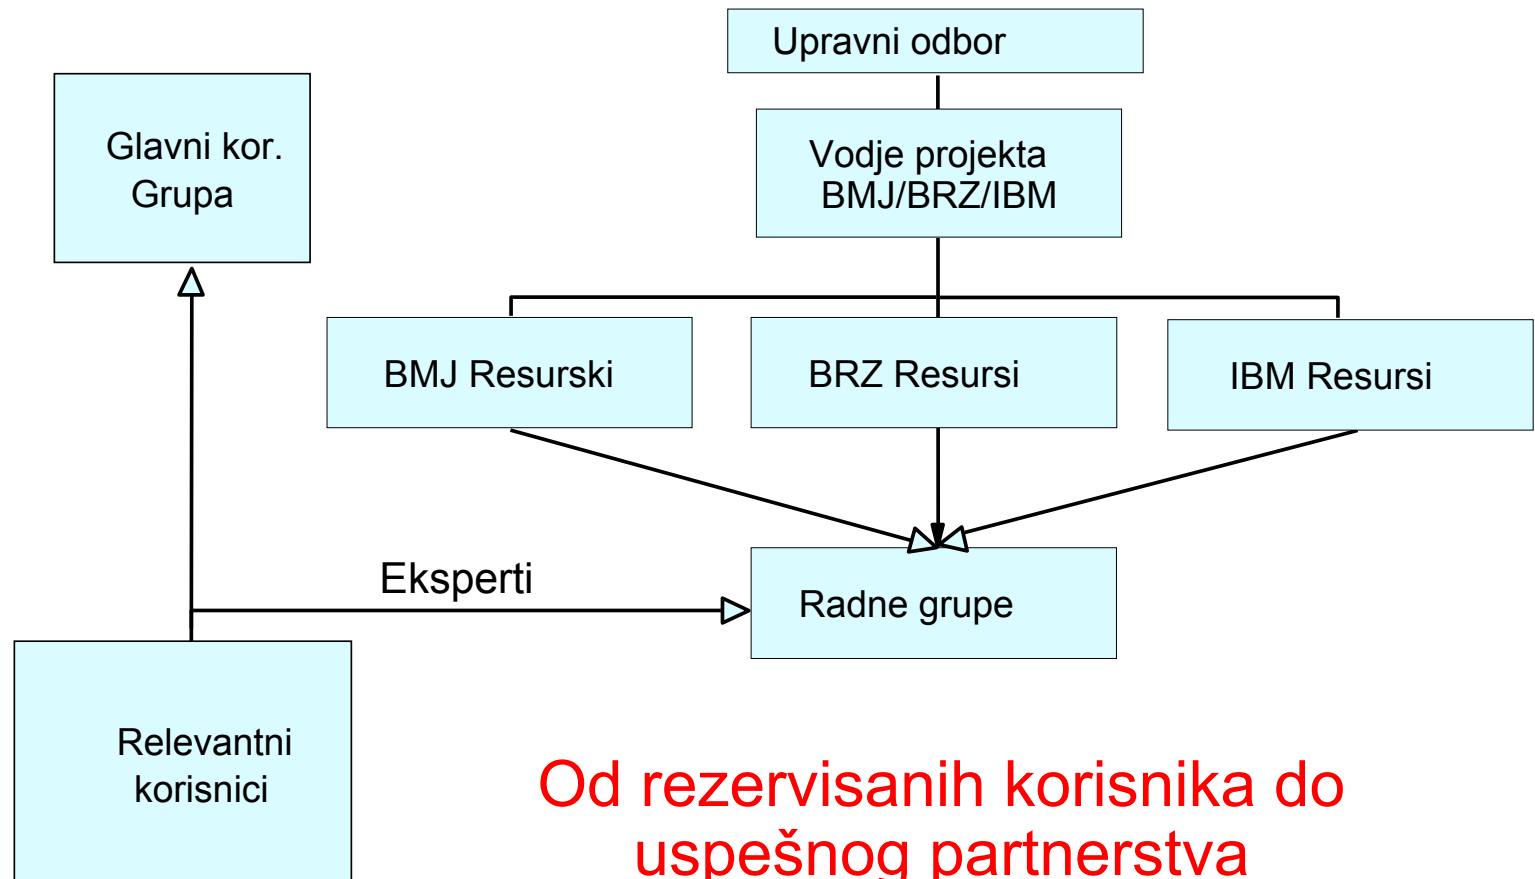 Upravni odbor
Glavni kor.
Grupa
Vodje projekta
BMJ/BRZ/IBM
BMJ Resurski
BRZ Resursi
IBM Resursi
Eksperti
Radne grupe
Relevantni
korisnici
Od rezervisanih korisnika do
uspešnog partnerstva